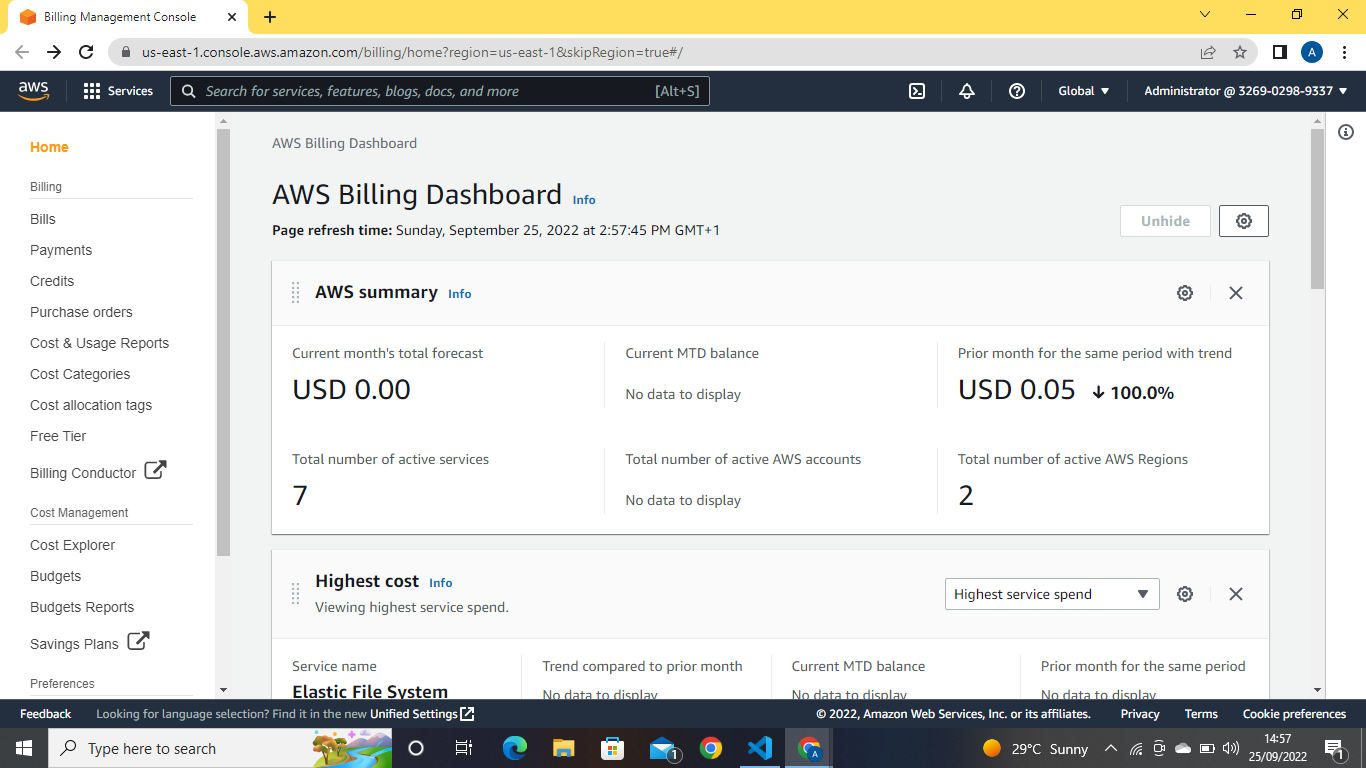 Billing Management Console
us-east-1.console.aws.amazon.com/billing/home?region=us-east-1&skipRegion=true#/
A
aws
Services
Search for services, features, blogs, docs, and more
[Alt+S]
Global
Administrator @ 3269-0298-9337
Home
Billing
Bills
Payments
Credits
Purchase orders
Cost & Usage Reports
Cost Categories
Cost allocation tags
Free Tier
Billing Conductor
Cost Management
Cost Explorer
Budgets
Budgets Reports
Savings Plans
Preferences
AWS Billing Dashboard
AWS Billing Dashboard Info
Page refresh time: Sunday, September 25, 2022 at 2:57:45 PM GMT+1
Unhide
AWS summary Info
Current month's total forecast
USD 0.00
Current MTD balance
No data to display
Prior month for the same period with trend
USD 0.05 ↓ 100.0%
Total number of active services
7
Total number of active AWS accounts
No data to display
Total number of active AWS Regions
2
Highest cost Info
Viewing highest service spend.
Highest service spend
Service name
Elastic File System
Trend compared to prior month
No data to display
Current MTD balance
No data to display
Prior month for the same period
No data to display
Feedback
Looking for language selection? Find it in the new Unified Settings
© 2022, Amazon Web Services, Inc. or its affiliates.
Privacy
Terms
Cookie preferences
Type here to search
1
A
29°C Sunny
14:57
25/09/2022
1